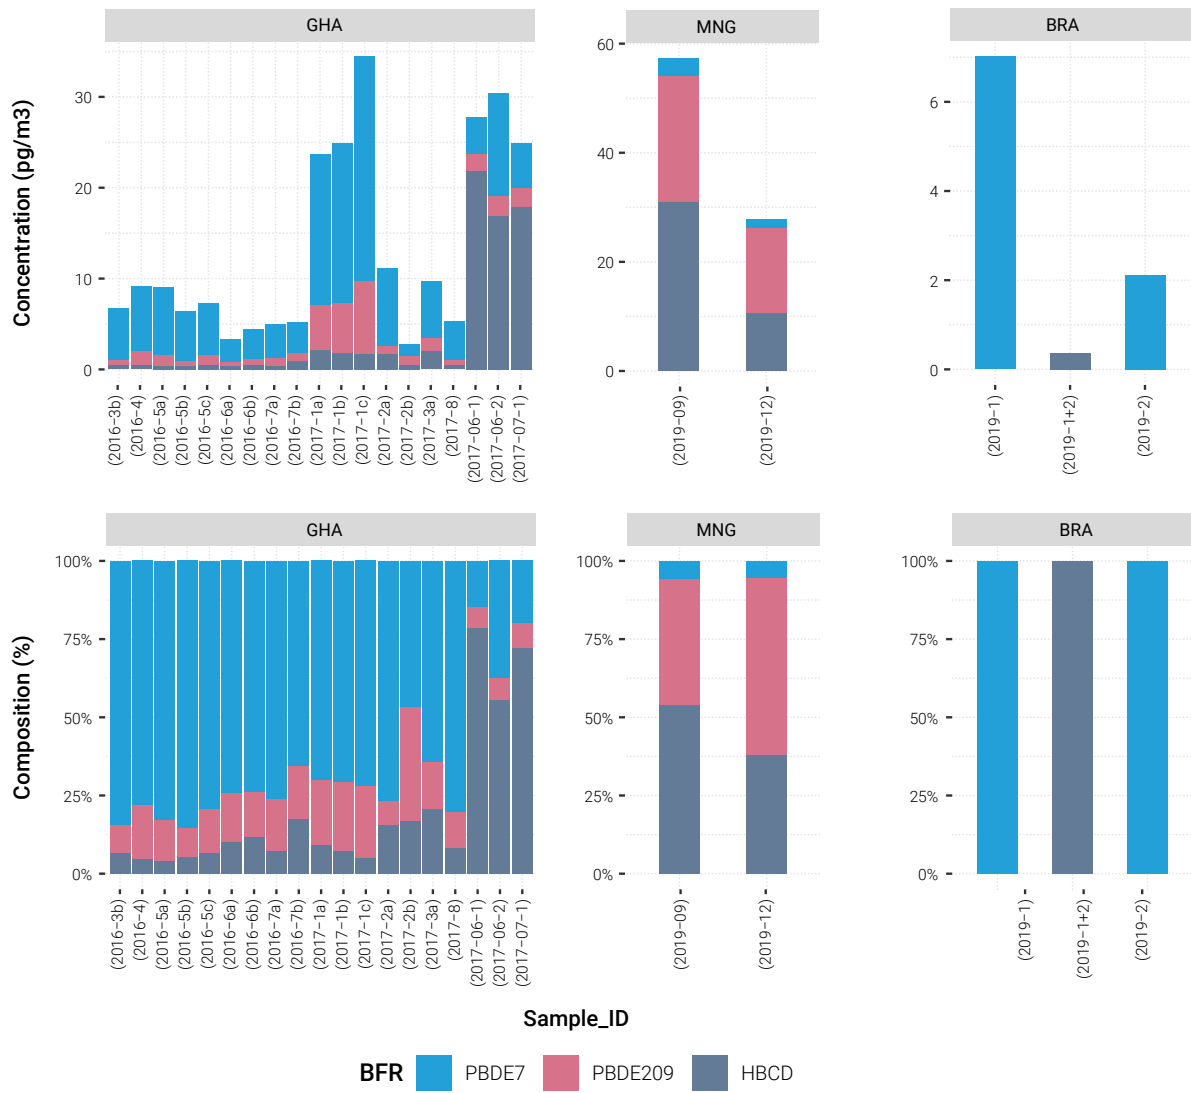 GHA
MNG
BRA
Concentration (pg/m3)
30
20
10
0
60
40
20
0
6
4
2
0
(2016-3b)
(2016-4)
(2016-5a)
(2016-5b)
(2016-5c)
(2016-6a)
(2016-6b)
(2016-7a)
(2016-7b)
(2017-1a)
(2017-1b)
(2017-1c)
(2017-2a)
(2017-2b)
(2017-3a)
(2017-8)
(2017-06-1)
(2017-06-2)
(2017-07-1)
(2019-09)
(2019-12)
(2019-1)
(2019-1+2)
(2019-2)
GHA
MNG
BRA
Composition (%)
100%
75%
50%
25%
0%
100%
75%
50%
25%
0%
100%
75%
50%
25%
0%
(2016-3b)
(2016-4)
(2016-5a)
(2016-5b)
(2016-5c)
(2016-6a)
(2016-6b)
(2016-7a)
(2016-7b)
(2017-1a)
(2017-1b)
(2017-1c)
(2017-2a)
(2017-2b)
(2017-3a)
(2017-8)
(2017-06-1)
(2017-06-2)
(2017-07-1)
(2019-09)
(2019-12)
(2019-1)
(2019-1+2)
(2019-2)
Sample_ID
BFR PBDE7 PBDE209 HBCD